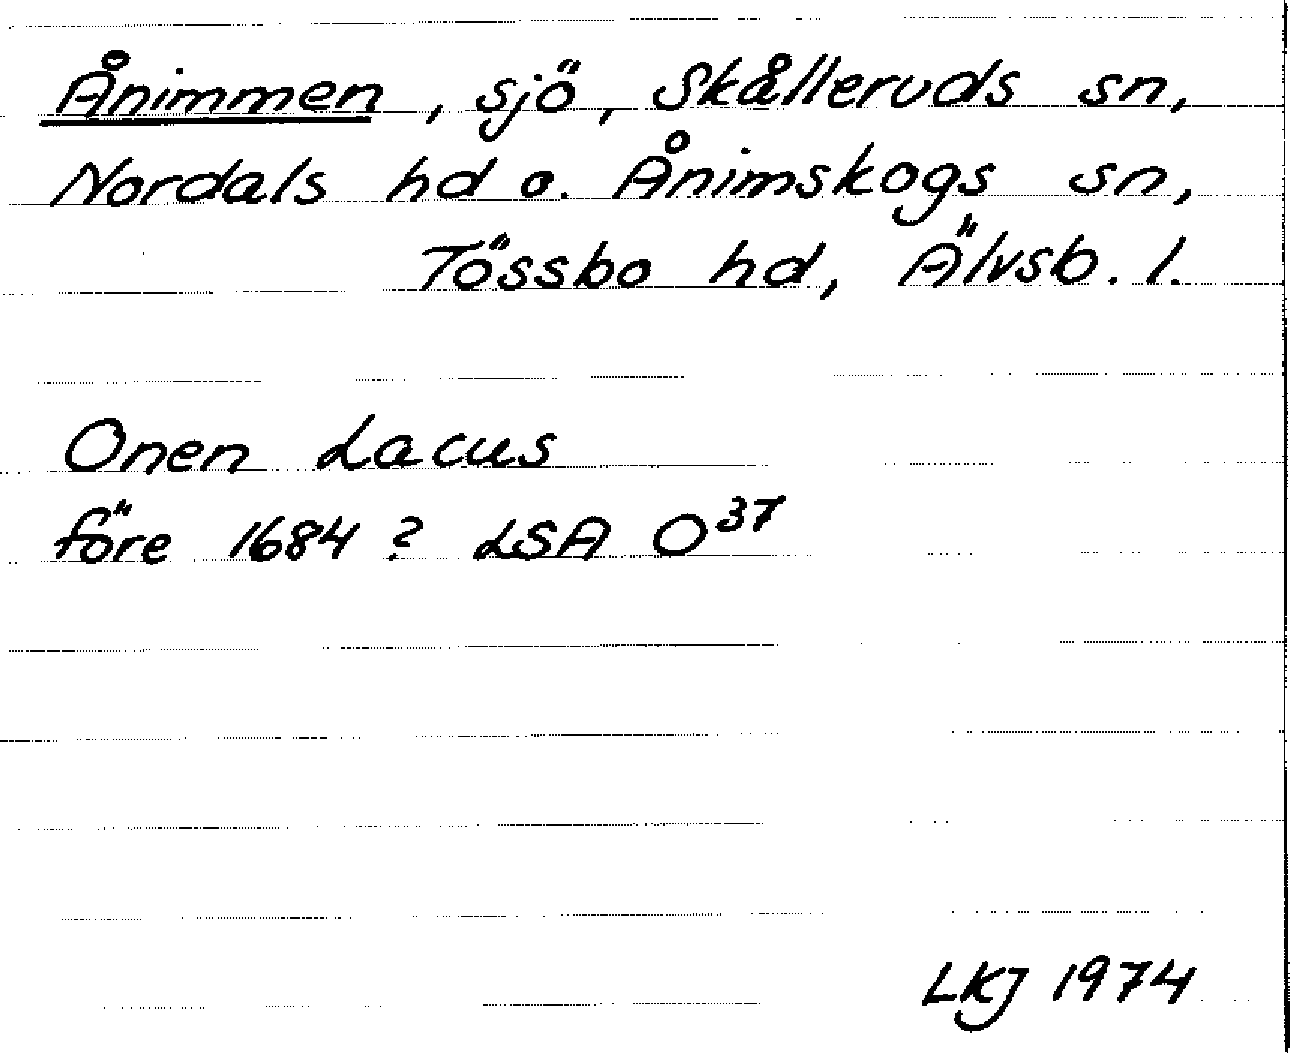 Ånimmen, sjö, Skålleruds sn,
Nordals hd o. Ånimskogs sn,
Tössbo hd, Älvsb. l.
Onen Lacus
före 1684? LSA O³⁷
LKJ 1974